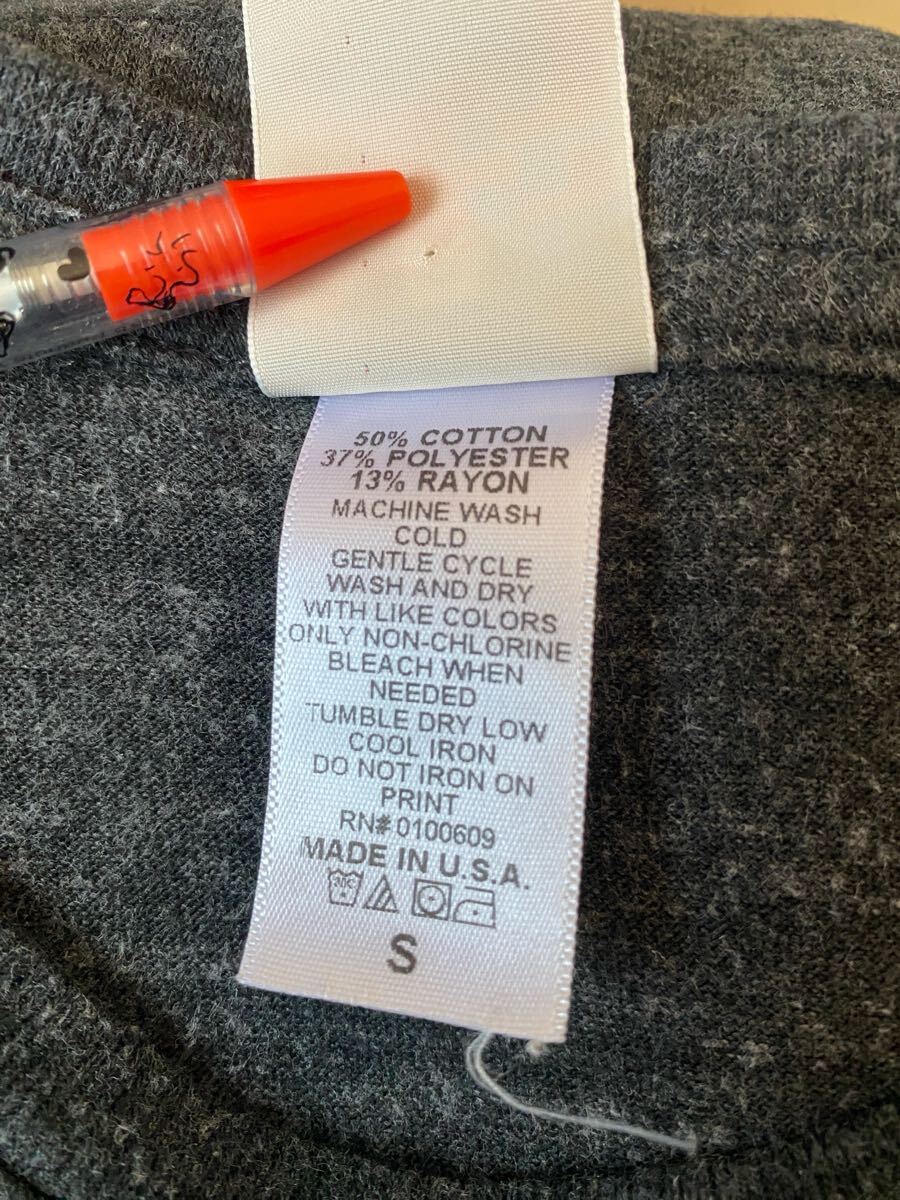 50% COTTON
37% POLYESTER
13% RAYON
MACHINE WASH
COLD
GENTLE CYCLE
WASH AND DRY
WITH LIKE COLORS
ONLY NON-CHLORINE
BLEACH WHEN
NEEDED
TUMBLE DRY LOW
COOL IRON
DO NOT IRON ON
PRINT
RN# 0100609
MADE IN U.S.A.
30C
S